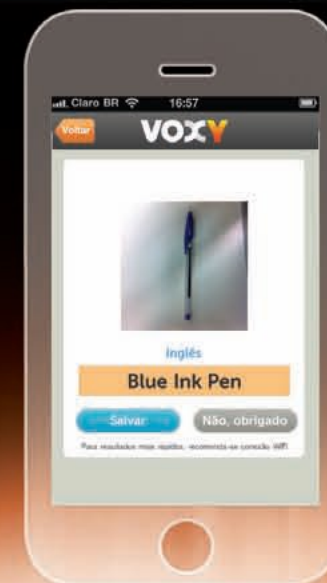 Claro BR 16:57
Voltar VOXY
Inglês
Blue Ink Pen
Salvar Não, obrigado
Para resultados mais rápidos, recomenda-se conexão WiFi